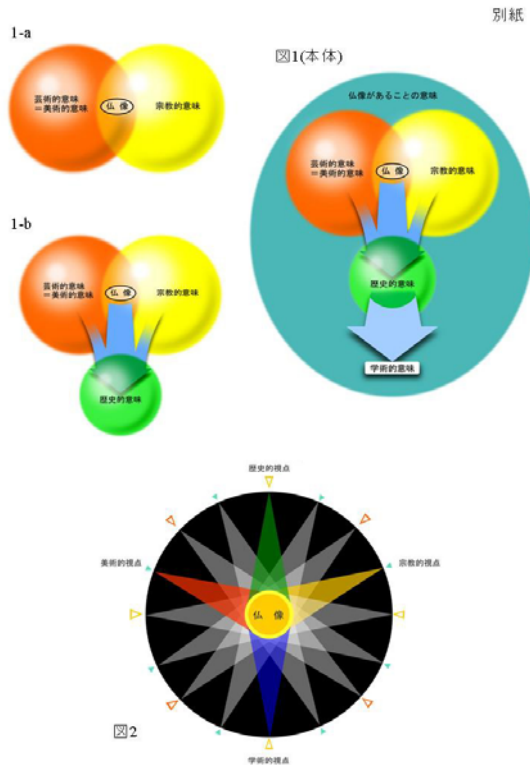 別紙
1-a
芸術的意味
=美術的意味
仏像
宗教的意味
図1(本体)
仏像があることの意味
芸術的意味
=美術的意味
仏像
宗教的意味
歴史的意味
学術的意味
1-b
芸術的意味
=美術的意味
仏像
宗教的意味
歴史的意味
歴史的視点
美術的視点
宗教的視点
仏像
図2
学術的視点